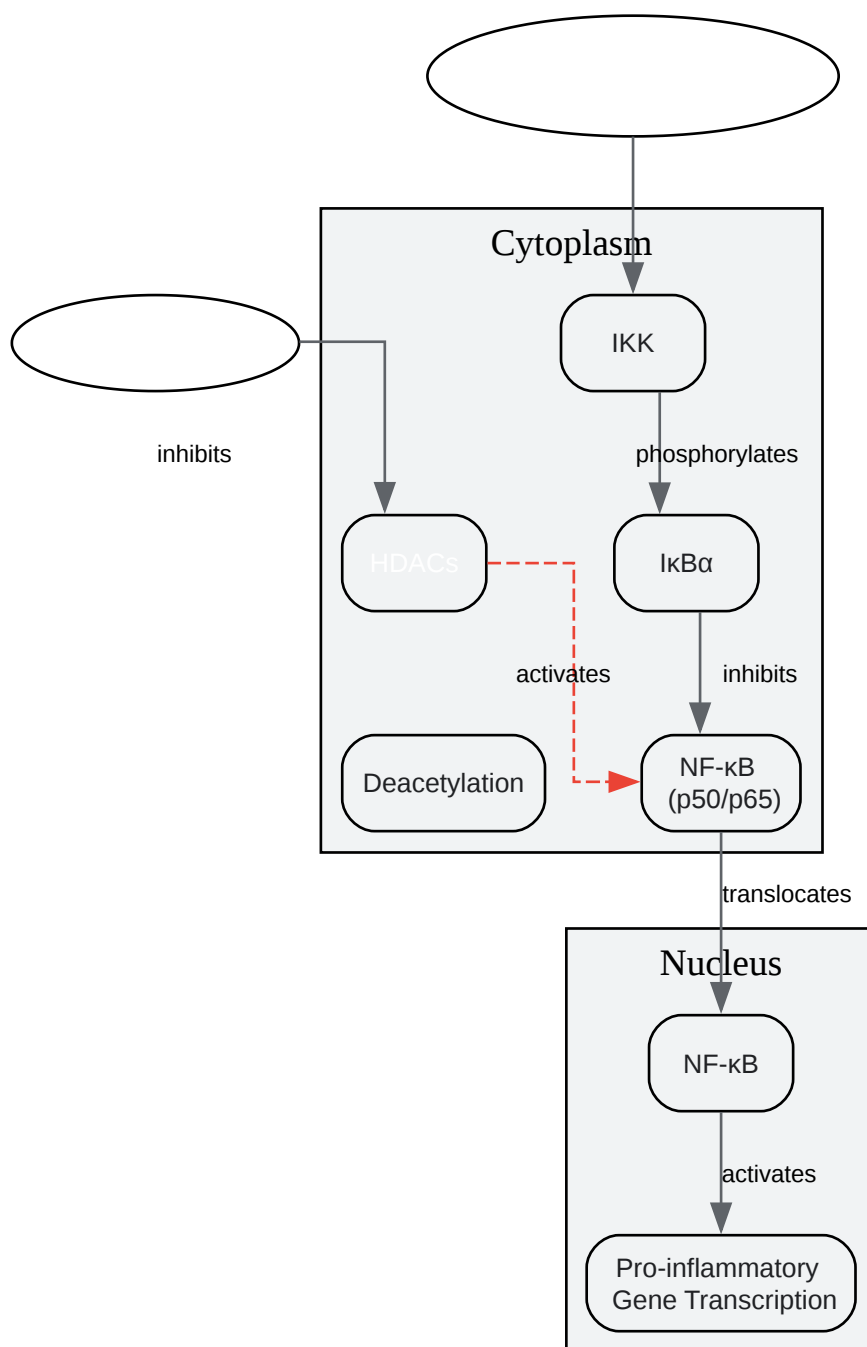 Cytoplasm
IKK
inhibits
phosphorylates
HDACs
IκBα
activates
inhibits
Deacetylation
NF-κB
(p50/p65)
translocates
Nucleus
NF-κB
activates
Pro-inflammatory
Gene Transcription